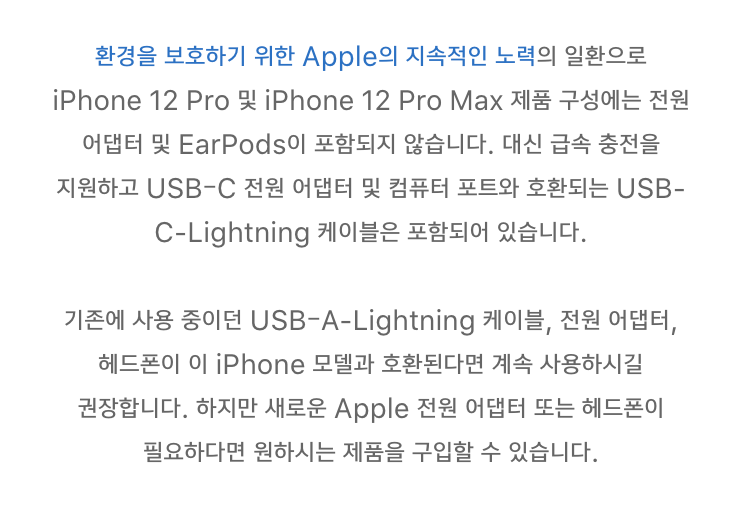 환경을 보호하기 위한 Apple의 지속적인 노력의 일환으로
iPhone 12 Pro 및 iPhone 12 Pro Max 제품 구성에는 전원
어댑터 및 EarPods이 포함되지 않습니다. 대신 급속 충전을
지원하고 USB-C 전원 어댑터 및 컴퓨터 포트와 호환되는 USB-
C-Lightning 케이블은 포함되어 있습니다.
기존에 사용 중이던 USB-A-Lightning 케이블, 전원 어댑터,
헤드폰이 이 iPhone 모델과 호환된다면 계속 사용하시길
권장합니다. 하지만 새로운 Apple 전원 어댑터 또는 헤드폰이
필요하다면 원하시는 제품을 구입할 수 있습니다.